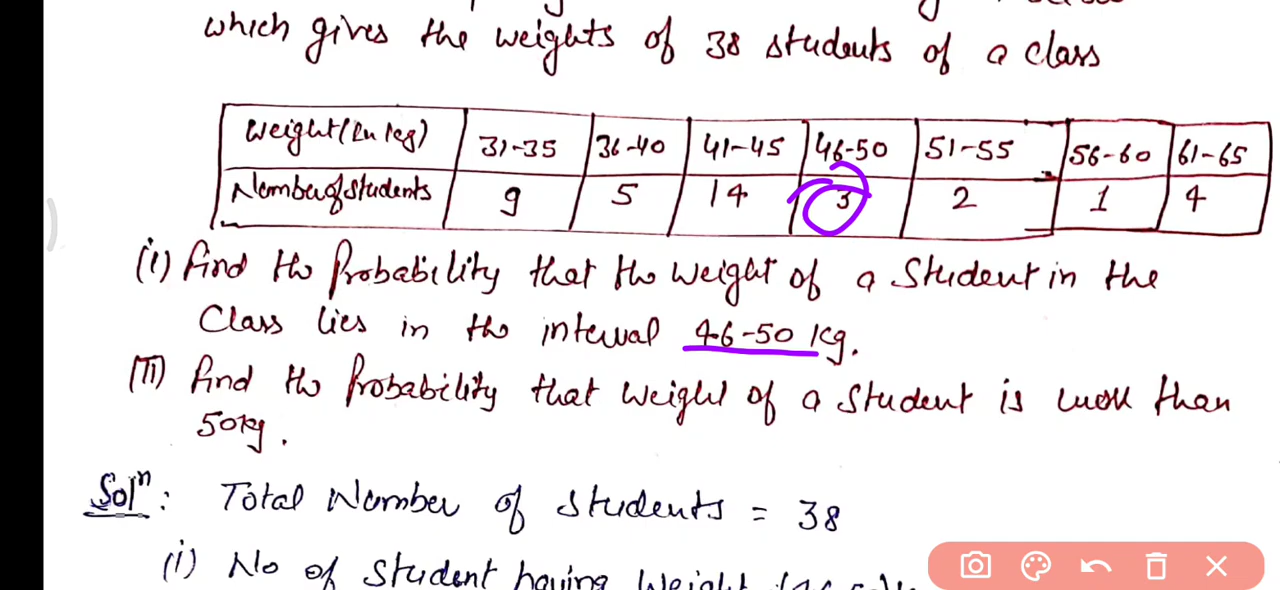 which gives the weights of 38 students of a class
Weight(In kg) 31-35 36-40 41-45 46-50 51-55 56-60 61-65
Number of students 9 5 14 3 2 1 4
(i) find the Probability that the weight of a Student in the
Class lies in the interval 46-50 kg.
(ii) find the Probability that weight of a student is more than
50kg.
Solⁿ: Total Number of students = 38
(i) No of student having weight